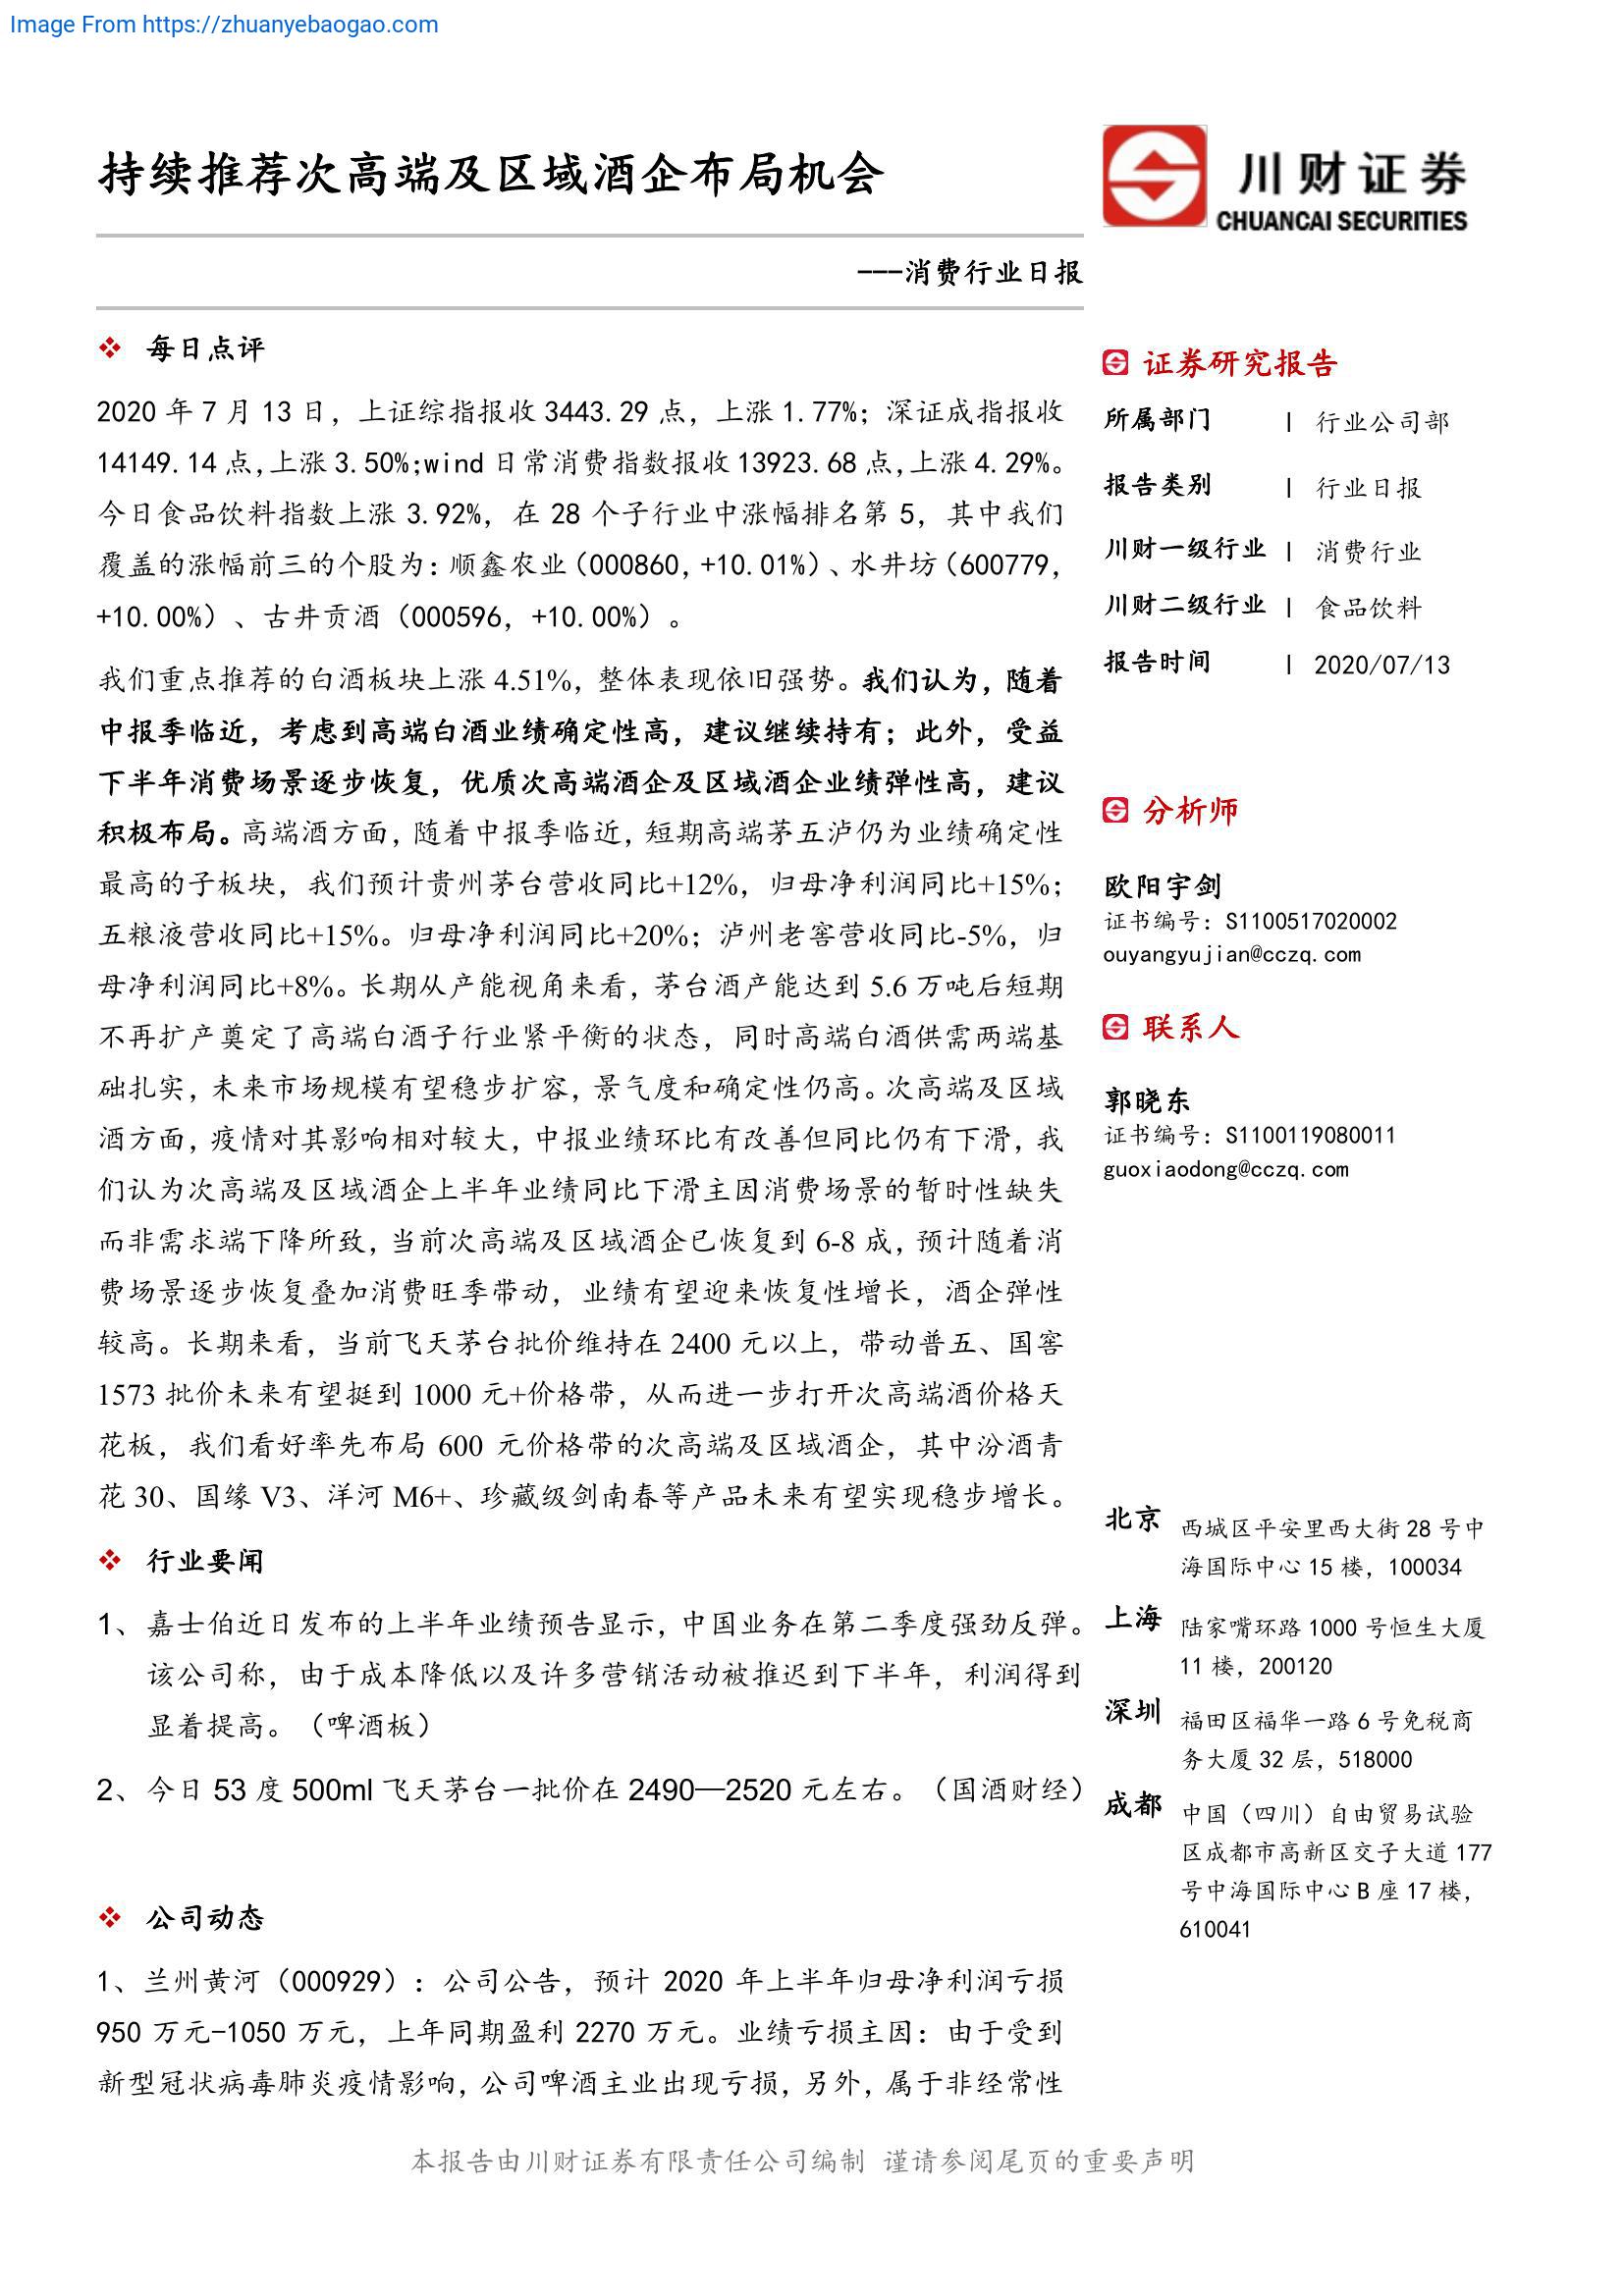 Image From https://zhuanyebaogao.com
持续推荐次高端及区域酒企布局机会
川财证券
CHUANCAI SECURITIES
---消费行业日报
❖ 每日点评
2020 年 7 月 13 日，上证综指报收 3443.29 点，上涨 1.77%；深证成指报收
14149.14 点,上涨 3.50%;wind 日常消费指数报收 13923.68 点,上涨 4.29%。
今日食品饮料指数上涨 3.92%，在 28 个子行业中涨幅排名第 5，其中我们
覆盖的涨幅前三的个股为：顺鑫农业（000860，+10.01%）、水井坊（600779，
+10.00%）、古井贡酒（000596，+10.00%）。
我们重点推荐的白酒板块上涨 4.51%，整体表现依旧强势。我们认为，随着
中报季临近，考虑到高端白酒业绩确定性高，建议继续持有；此外，受益
下半年消费场景逐步恢复，优质次高端酒企及区域酒企业绩弹性高，建议
积极布局。高端酒方面，随着中报季临近，短期高端茅五泸仍为业绩确定性
最高的子板块，我们预计贵州茅台营收同比+12%，归母净利润同比+15%；
五粮液营收同比+15%。归母净利润同比+20%；泸州老窖营收同比-5%，归
母净利润同比+8%。长期从产能视角来看，茅台酒产能达到 5.6 万吨后短期
不再扩产奠定了高端白酒子行业紧平衡的状态，同时高端白酒供需两端基
础扎实，未来市场规模有望稳步扩容，景气度和确定性仍高。次高端及区域
酒方面，疫情对其影响相对较大，中报业绩环比有改善但同比仍有下滑，我
们认为次高端及区域酒企上半年业绩同比下滑主因消费场景的暂时性缺失
而非需求端下降所致，当前次高端及区域酒企已恢复到 6-8 成，预计随着消
费场景逐步恢复叠加消费旺季带动，业绩有望迎来恢复性增长，酒企弹性
较高。长期来看，当前飞天茅台批价维持在 2400 元以上，带动普五、国窖
1573 批价未来有望挺到 1000 元+价格带，从而进一步打开次高端酒价格天
花板，我们看好率先布局 600 元价格带的次高端及区域酒企，其中汾酒青
花 30、国缘 V3、洋河 M6+、珍藏级剑南春等产品未来有望实现稳步增长。
❖ 行业要闻
1、嘉士伯近日发布的上半年业绩预告显示，中国业务在第二季度强劲反弹。
该公司称，由于成本降低以及许多营销活动被推迟到下半年，利润得到
显着提高。（啤酒板）
2、今日 53 度 500ml 飞天茅台一批价在 2490—2520 元左右。（国酒财经）
❖ 公司动态
1、兰州黄河（000929）：公司公告，预计 2020 年上半年归母净利润亏损
950 万元-1050 万元，上年同期盈利 2270 万元。业绩亏损主因：由于受到
新型冠状病毒肺炎疫情影响，公司啤酒主业出现亏损，另外，属于非经常性
证券研究报告
所属部门 | 行业公司部
报告类别 | 行业日报
川财一级行业 | 消费行业
川财二级行业 | 食品饮料
报告时间 | 2020/07/13
分析师
欧阳宇剑
证书编号：S1100517020002
ouyangyujian@cczq.com
联系人
郭晓东
证书编号：S1100119080011
guoxiaodong@cczq.com
北京 西城区平安里西大街 28 号中
海国际中心 15 楼，100034
上海 陆家嘴环路 1000 号恒生大厦
11 楼，200120
深圳 福田区福华一路 6 号免税商
务大厦 32 层，518000
成都 中国（四川）自由贸易试验
区成都市高新区交子大道 177
号中海国际中心 B 座 17 楼，
610041
本报告由川财证券有限责任公司编制 谨请参阅尾页的重要声明